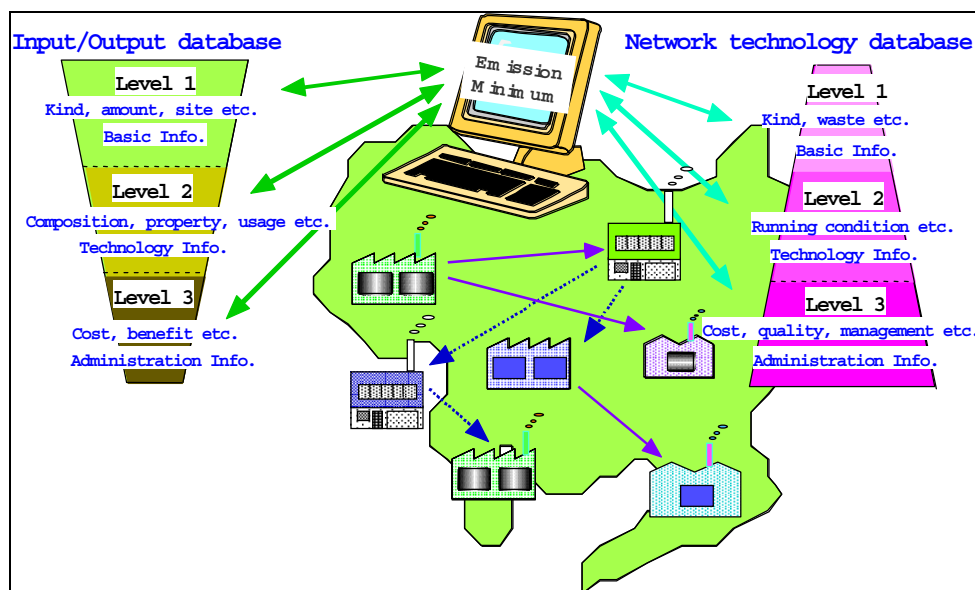 Input/Output database
Level 1
Kind, amount, site etc.
Basic Info.
Level 2
Composition, property, usage etc.
Technology Info.
Level 3
Cost, benefit etc.
Administration Info.
Emission
Minimum
Network technology database
Level 1
Kind, waste etc.
Basic Info.
Level 2
Running condition etc.
Technology Info.
Level 3
Cost, quality, management etc.
Administration Info.